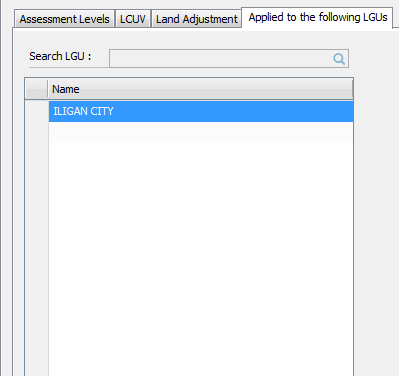 Assessment Levels LCUV Land Adjustment Applied to the following LGUs
Search LGU :
Name
ILIGAN CITY